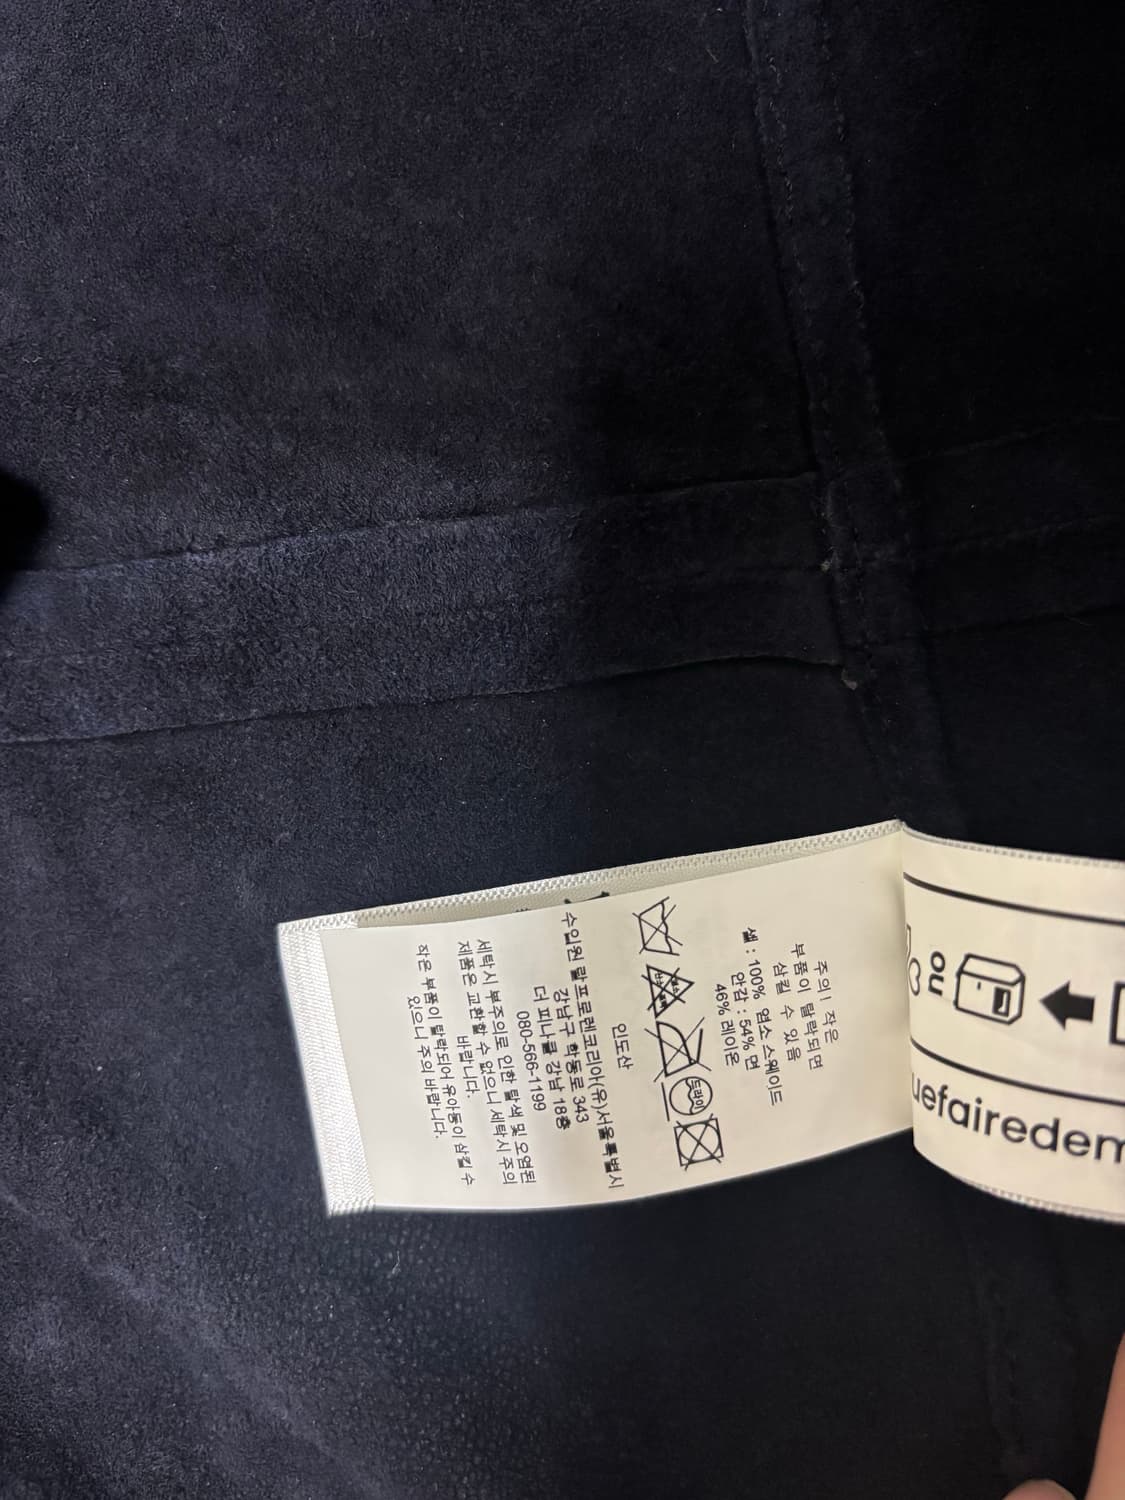 주의! 작은
부품이 탈락되면
삼킬 수 있음
쉘 : 100% 염소 스웨이드
안감 : 54% 면
46% 레이온
드라이
인도산
수입원 랄프로렌코리아(유)서울특별시
강남구 학동로 343
더 피나클 강남 18층
080-566-1199
세탁시 부주의로 인한 탈색 및 오염된
제품은 교환할 수 없으니 세탁시 주의
바랍니다.
작은 부품이 탈락되어 유아동이 삼킬 수
있으니 주의 바랍니다.
ou
uefairedem